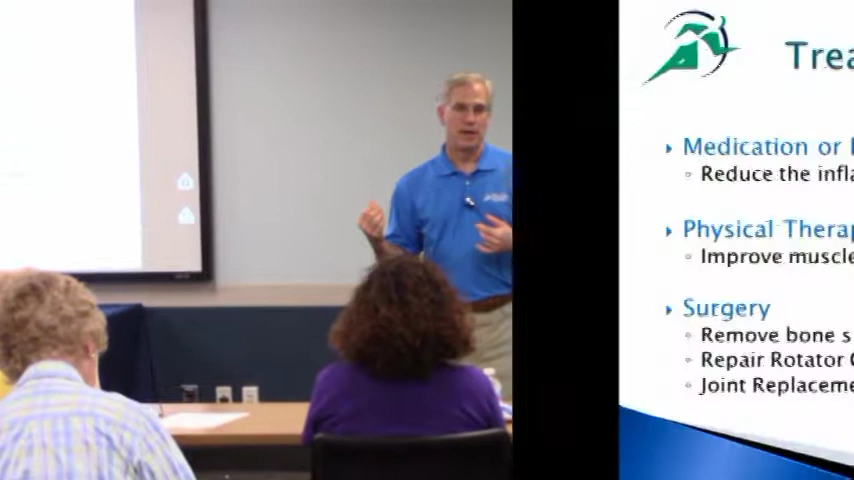 Trea
Medication or
Reduce the infla
Physical Therap
Improve muscle
Surgery
Remove bone s
Repair Rotator
Joint Replaceme